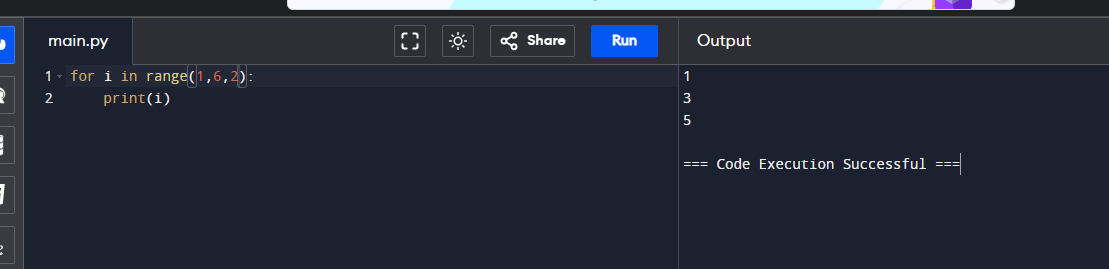 main.py
Share
Run
Output
1 for i in range(1,6,2):
2     print(i)
1
3
5
=== Code Execution Successful ===